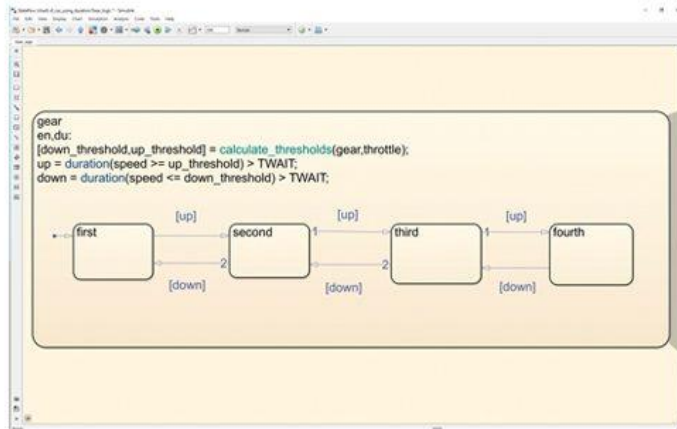 gear
en,du:
[down_threshold,up_threshold] = calculate_thresholds(gear,throttle);
up = duration(speed >= up_threshold) > TWAIT;
down = duration(speed <= down_threshold) > TWAIT;
[up] [up] [up]
first second 1 third 1 fourth
2 2
[down] [down] [down]